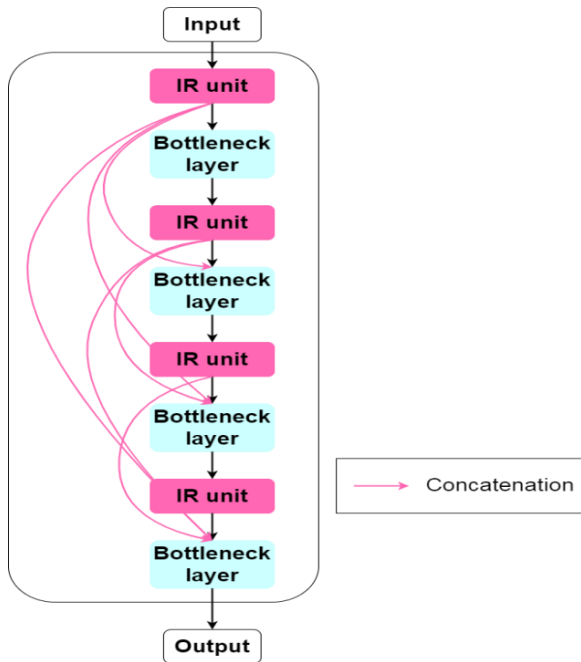 Input
IR unit
Bottleneck
layer
IR unit
Bottleneck
layer
IR unit
Bottleneck
layer
IR unit
Bottleneck
layer
Output
Concatenation